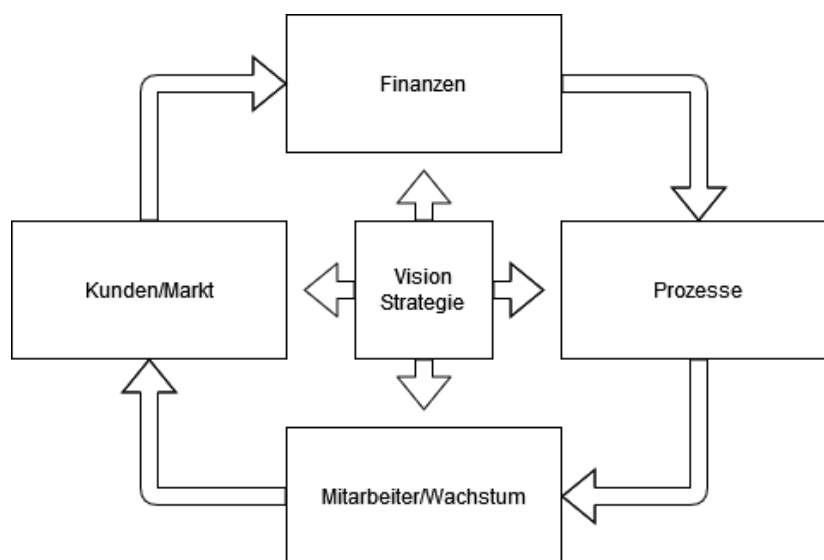 Finanzen
Kunden/Markt
Vision
Strategie
Prozesse
Mitarbeiter/Wachstum